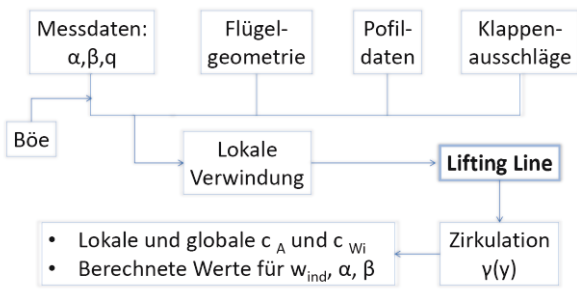 Messdaten:
α,β,q
Flügel-
geometrie
Pofil-
daten
Klappen-
ausschläge
Böe
Lokale
Verwindung
Lifting Line
• Lokale und globale c A und c Wi
• Berechnete Werte für wind, α, β
Zirkulation
γ(y)